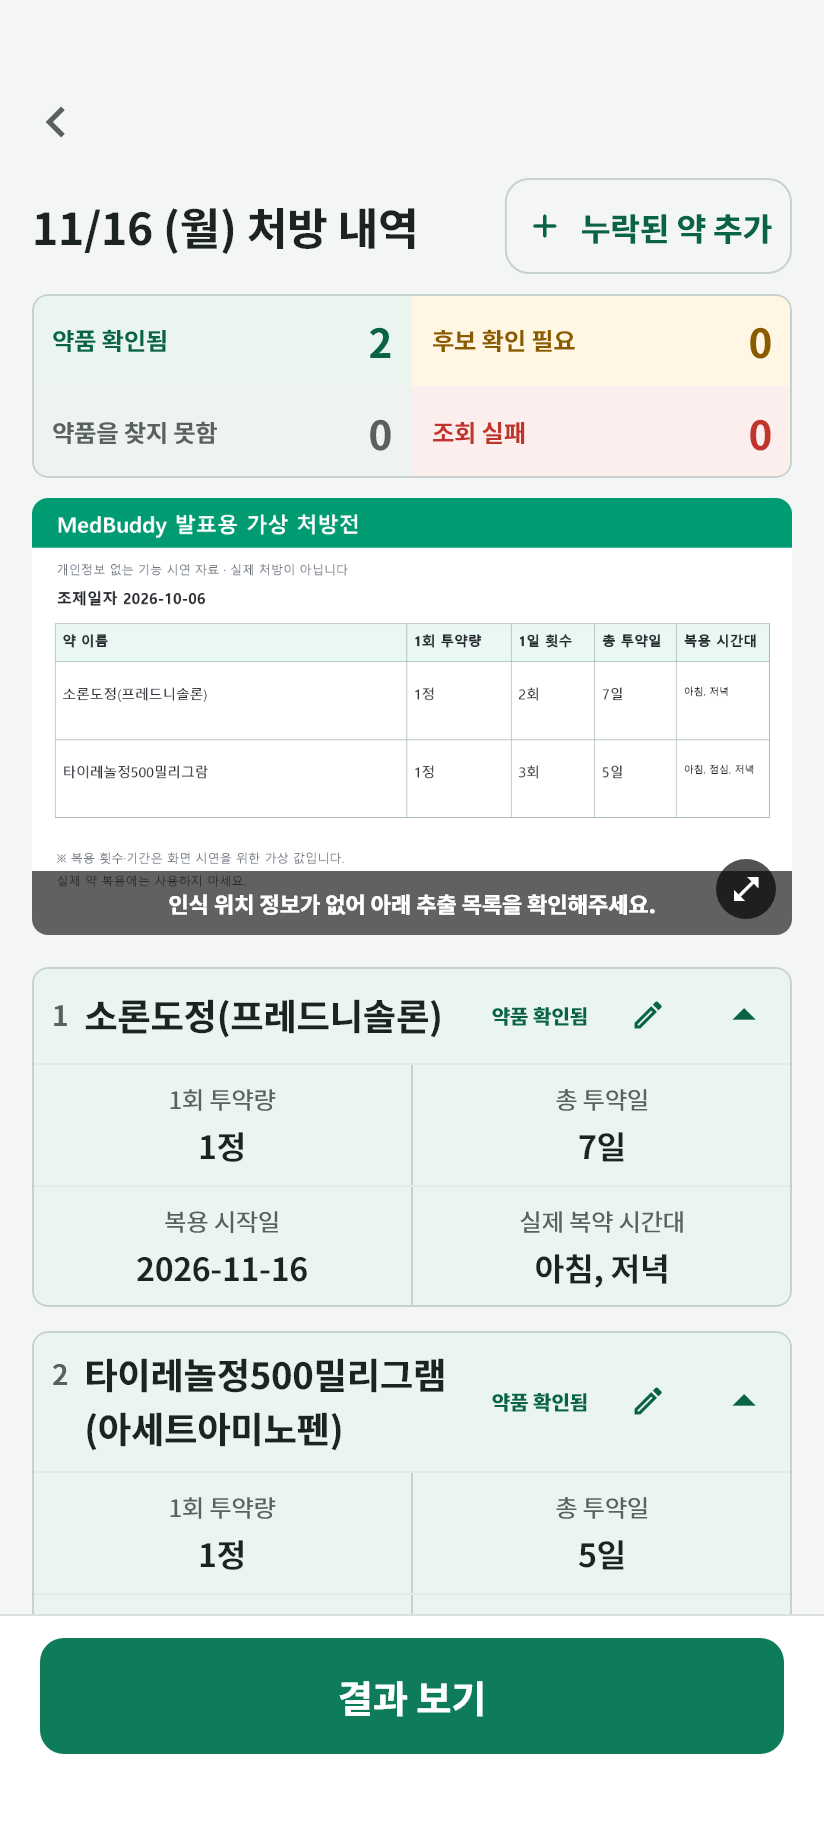 11/16 (월) 처방 내역
+ 누락된 약 추가
약품 확인됨 2
후보 확인 필요 0
약품을 찾지 못함 0
조회 실패 0
MedBuddy 발표용 가상 처방전
개인정보 없는 기능 시연 자료 · 실제 처방이 아닙니다
조제일자 2026-10-06
약 이름 1회 투약량 1일 횟수 총 투약일 복용 시간대
소론도정(프레드니솔론) 1정 2회 7일 아침, 저녁
타이레놀정500밀리그람 1정 3회 5일 아침, 점심, 저녁
※ 복용 횟수·기간은 화면 시연을 위한 가상 값입니다.
실제 약 복용에는 사용하지 마세요.
인식 위치 정보가 없어 아래 추출 목록을 확인해주세요.
1 소론도정(프레드니솔론) 약품 확인됨
1회 투약량 총 투약일
1정 7일
복용 시작일 실제 복약 시간대
2026-11-16 아침, 저녁
2 타이레놀정500밀리그램
(아세트아미노펜) 약품 확인됨
1회 투약량 총 투약일
1정 5일
결과 보기